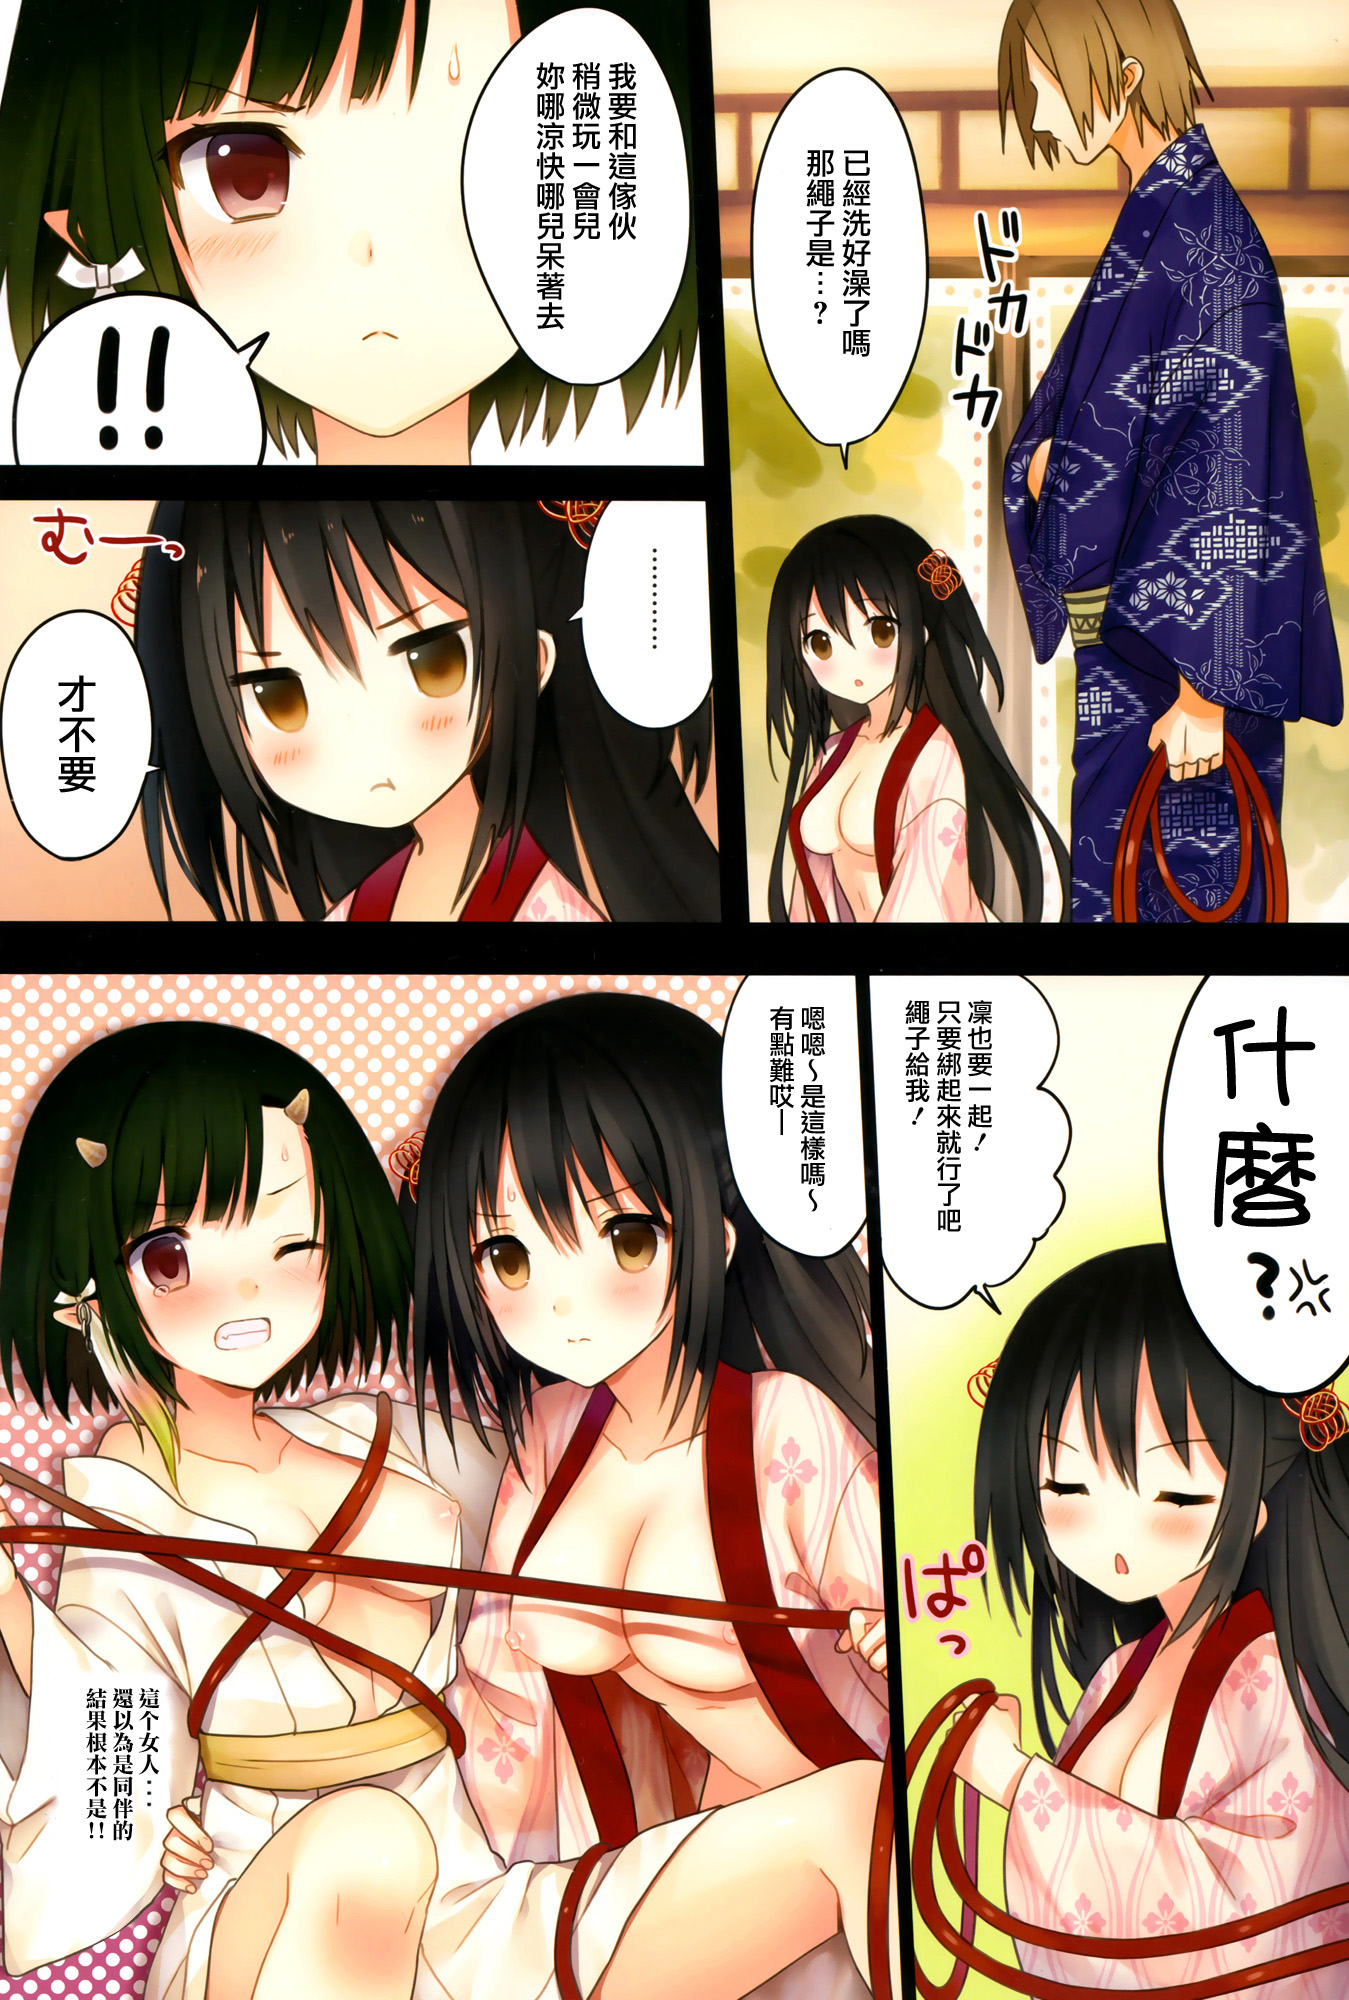 已經洗好澡了嗎
那繩子是…?
ドカ
ドカ
我要和這傢伙
稍微玩一會兒
妳哪涼快哪兒呆著去
!!
………
むーっ
才不要
什麼?
凜也要一起!
只要綁起來就行了吧
繩子給我!
ぱっ
嗯嗯～是這樣嗎～
有點難哎—
這个女人…
還以為是同伴的
結果根本不是!!